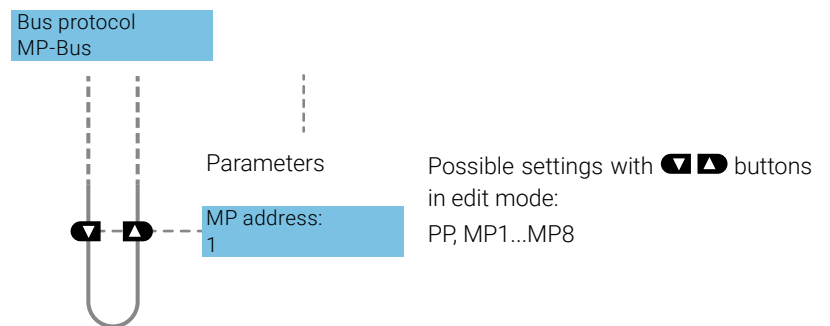 Bus protocol
MP-Bus
Parameters
MP address:
1
Possible settings with ▼ ▲ buttons
in edit mode:
PP, MP1...MP8